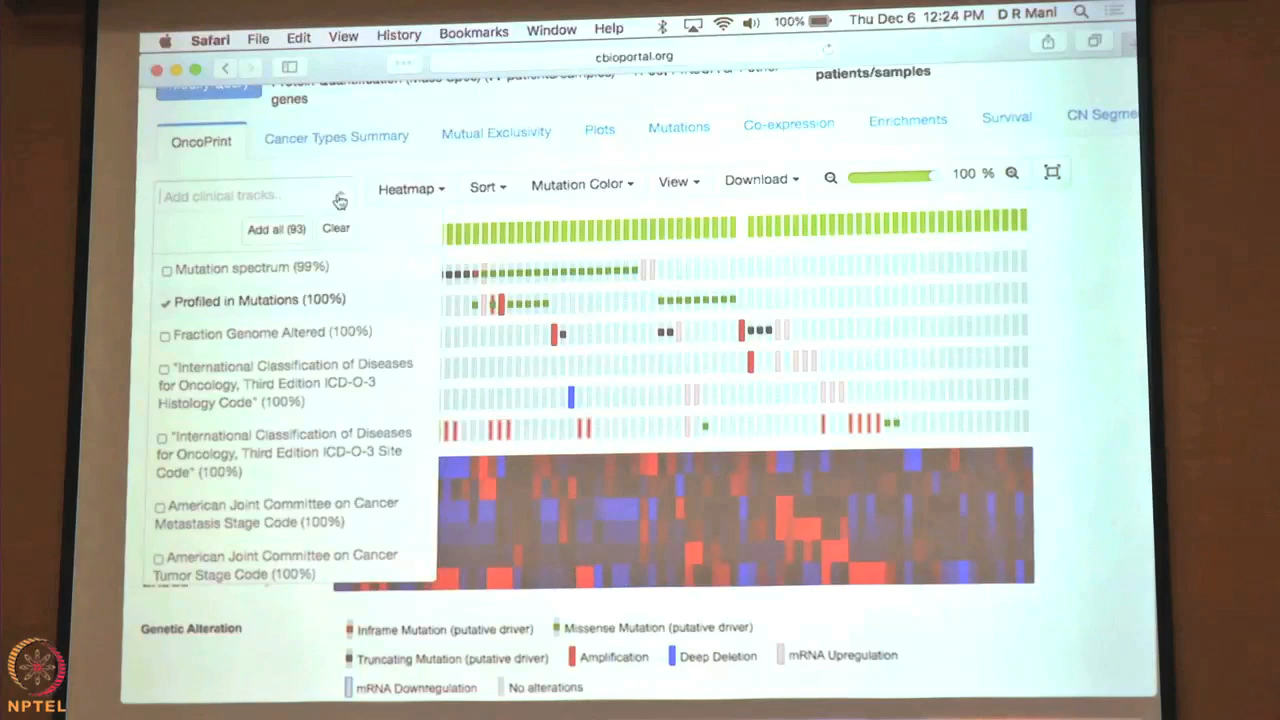 Safari File Edit View History Bookmarks Window Help 100% Thu Dec 6 12:24 PM D R Mani
cbioportal.org
patients/samples
genes
OncoPrint Cancer Types Summary Mutual Exclusivity Plots Mutations Co-expression Enrichments Survival CN Segme
Add clinical tracks.. Heatmap Sort Mutation Color View Download 100 %
Add all (93) Clear
Mutation spectrum (99%)
Profiled in Mutations (100%)
Fraction Genome Altered (100%)
"International Classification of Diseases
for Oncology, Third Edition ICD-O-3
Histology Code" (100%)
"International Classification of Diseases
for Oncology, Third Edition ICD-O-3 Site
Code" (100%)
American Joint Committee on Cancer
Metastasis Stage Code (100%)
American Joint Committee on Cancer
Tumor Stage Code (100%)
Genetic Alteration Inframe Mutation (putative driver) Missense Mutation (putative driver)
Truncating Mutation (putative driver) Amplification Deep Deletion mRNA Upregulation
mRNA Downregulation No alterations
NPTEL